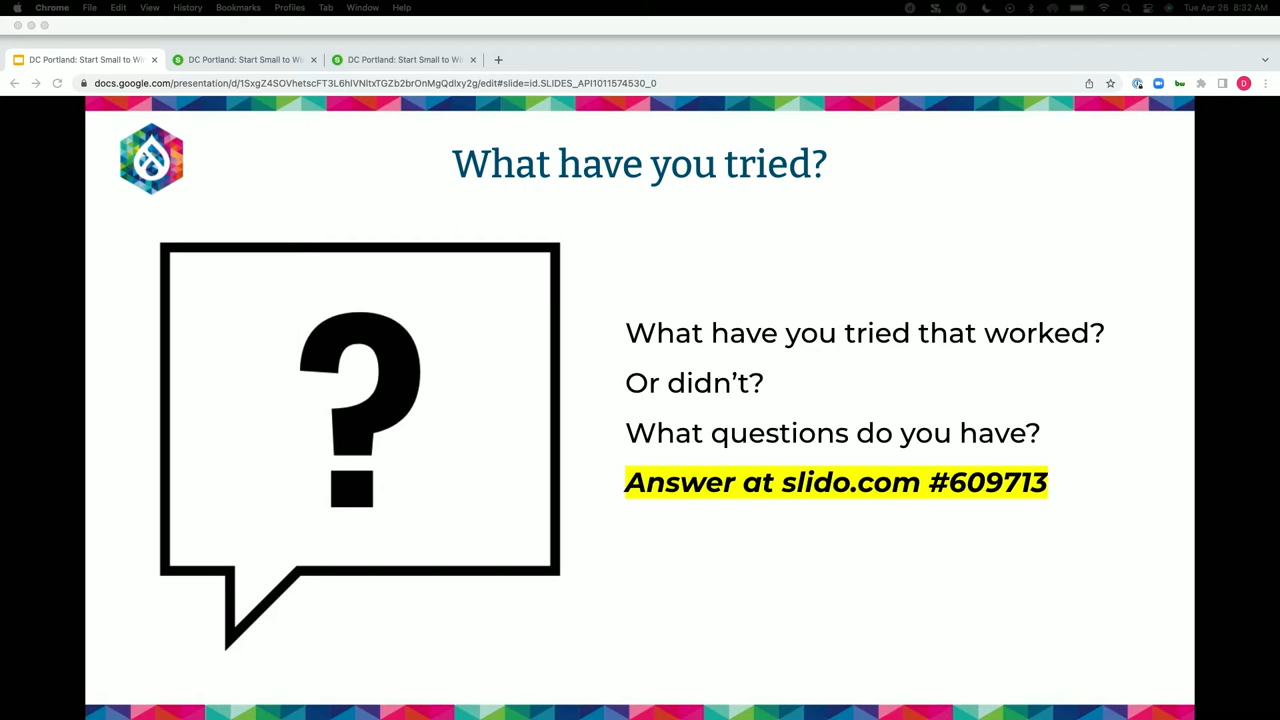 Chrome File Edit View History Bookmarks Profiles Tab Window Help Tue Apr 26 8:32 AM
DC Portland: Start Small to Wi DC Portland: Start Small to Wi DC Portland: Start Small to Wi
docs.google.com/presentation/d/1SxgZ4SOVhetscFT3L6hlVNltxTGZb2brOnMgQdlxy2g/edit#slide=id.SLIDES_API1011574530_0
bw
D
What have you tried?
?
What have you tried that worked?
Or didn't?
What questions do you have?
Answer at slido.com #609713